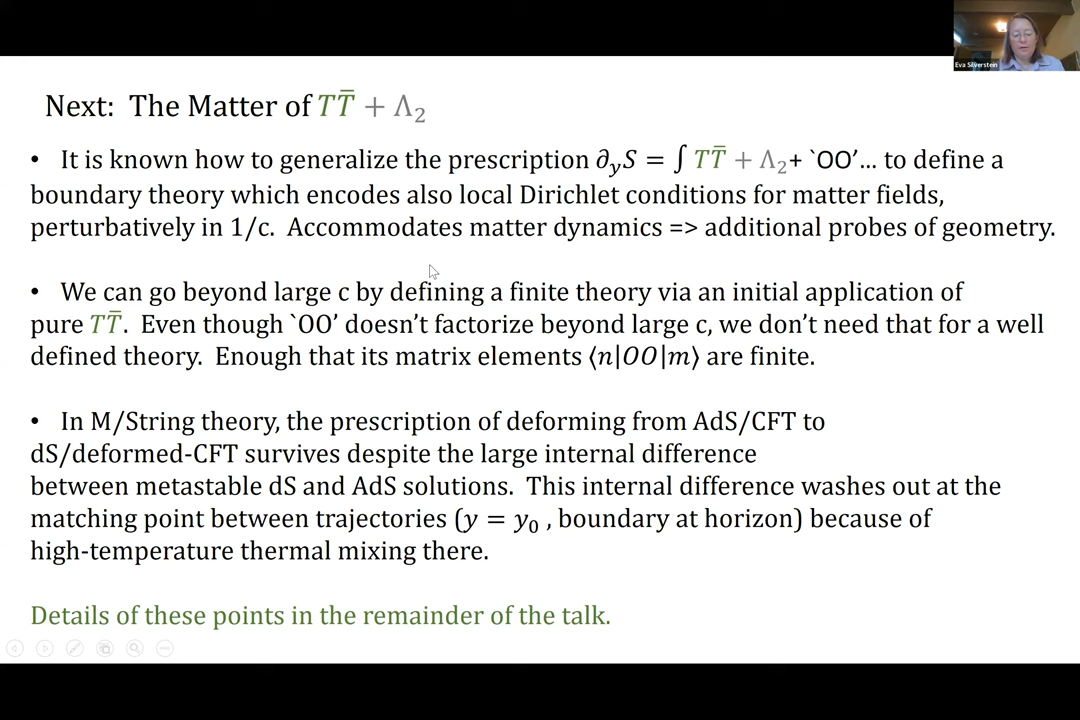 Eva Silverstein
Next: The Matter of TT̅ + Λ₂
• It is known how to generalize the prescription ∂ᵧS = ∫ TT̅ + Λ₂+ `OO'… to define a
boundary theory which encodes also local Dirichlet conditions for matter fields,
perturbatively in 1/c. Accommodates matter dynamics => additional probes of geometry.
• We can go beyond large c by defining a finite theory via an initial application of
pure TT̅. Even though `OO' doesn't factorize beyond large c, we don't need that for a well
defined theory. Enough that its matrix elements ⟨n|OO|m⟩ are finite.
• In M/String theory, the prescription of deforming from AdS/CFT to
dS/deformed-CFT survives despite the large internal difference
between metastable dS and AdS solutions. This internal difference washes out at the
matching point between trajectories (y = y₀ , boundary at horizon) because of
high-temperature thermal mixing there.
Details of these points in the remainder of the talk.